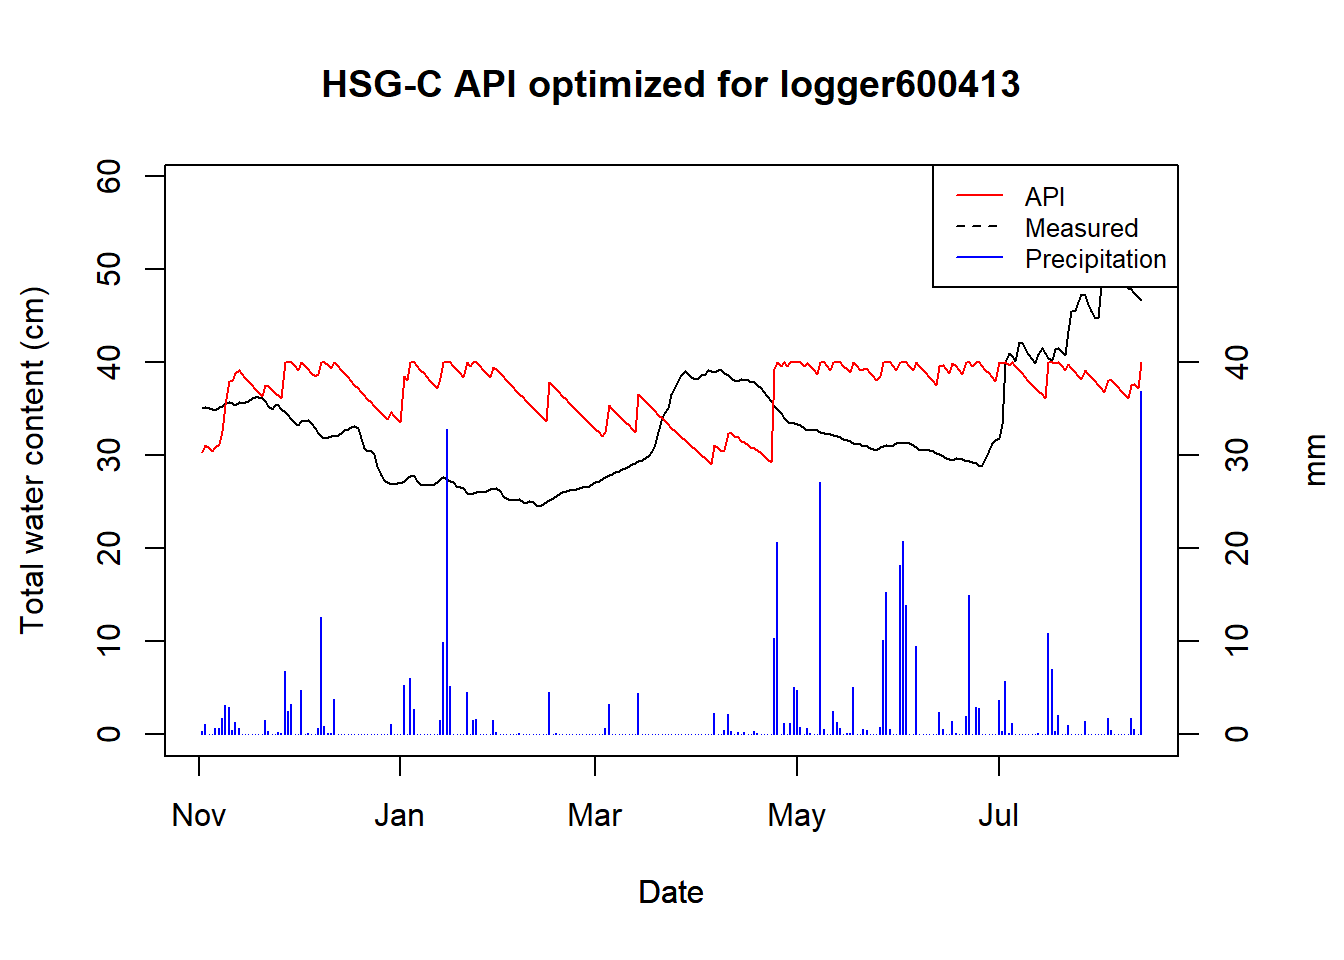 HSG-C API optimized for logger600413
60
50
40
30
20
10
0
Total water content (cm)
API
Measured
Precipitation
40
30
20
10
0
mm
Nov Jan Mar May Jul
Date